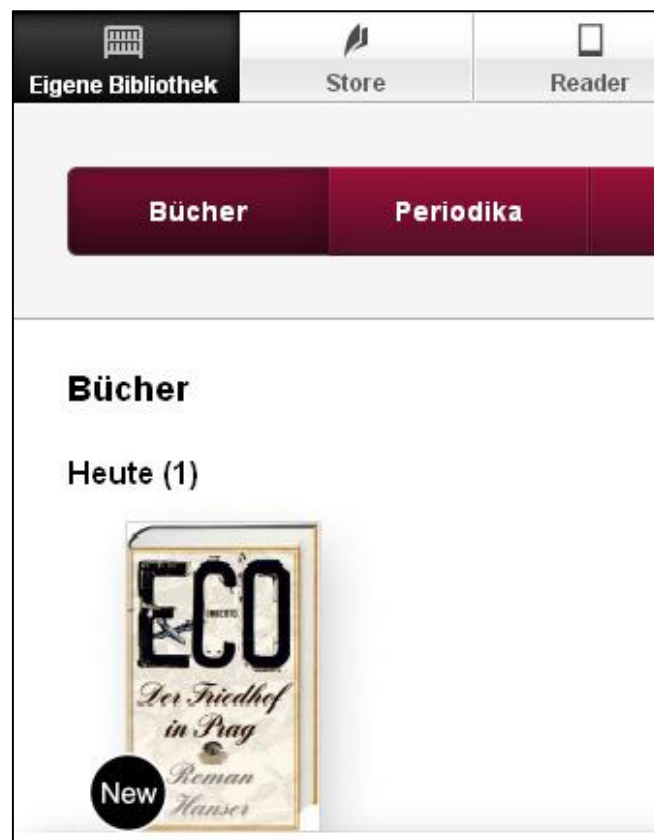 Eigene Bibliothek Store Reader
Bücher Periodika
Bücher
Heute (1)
ECO
UMBERTO
Der Friedhof
in Prag
Roman
Hanser
New